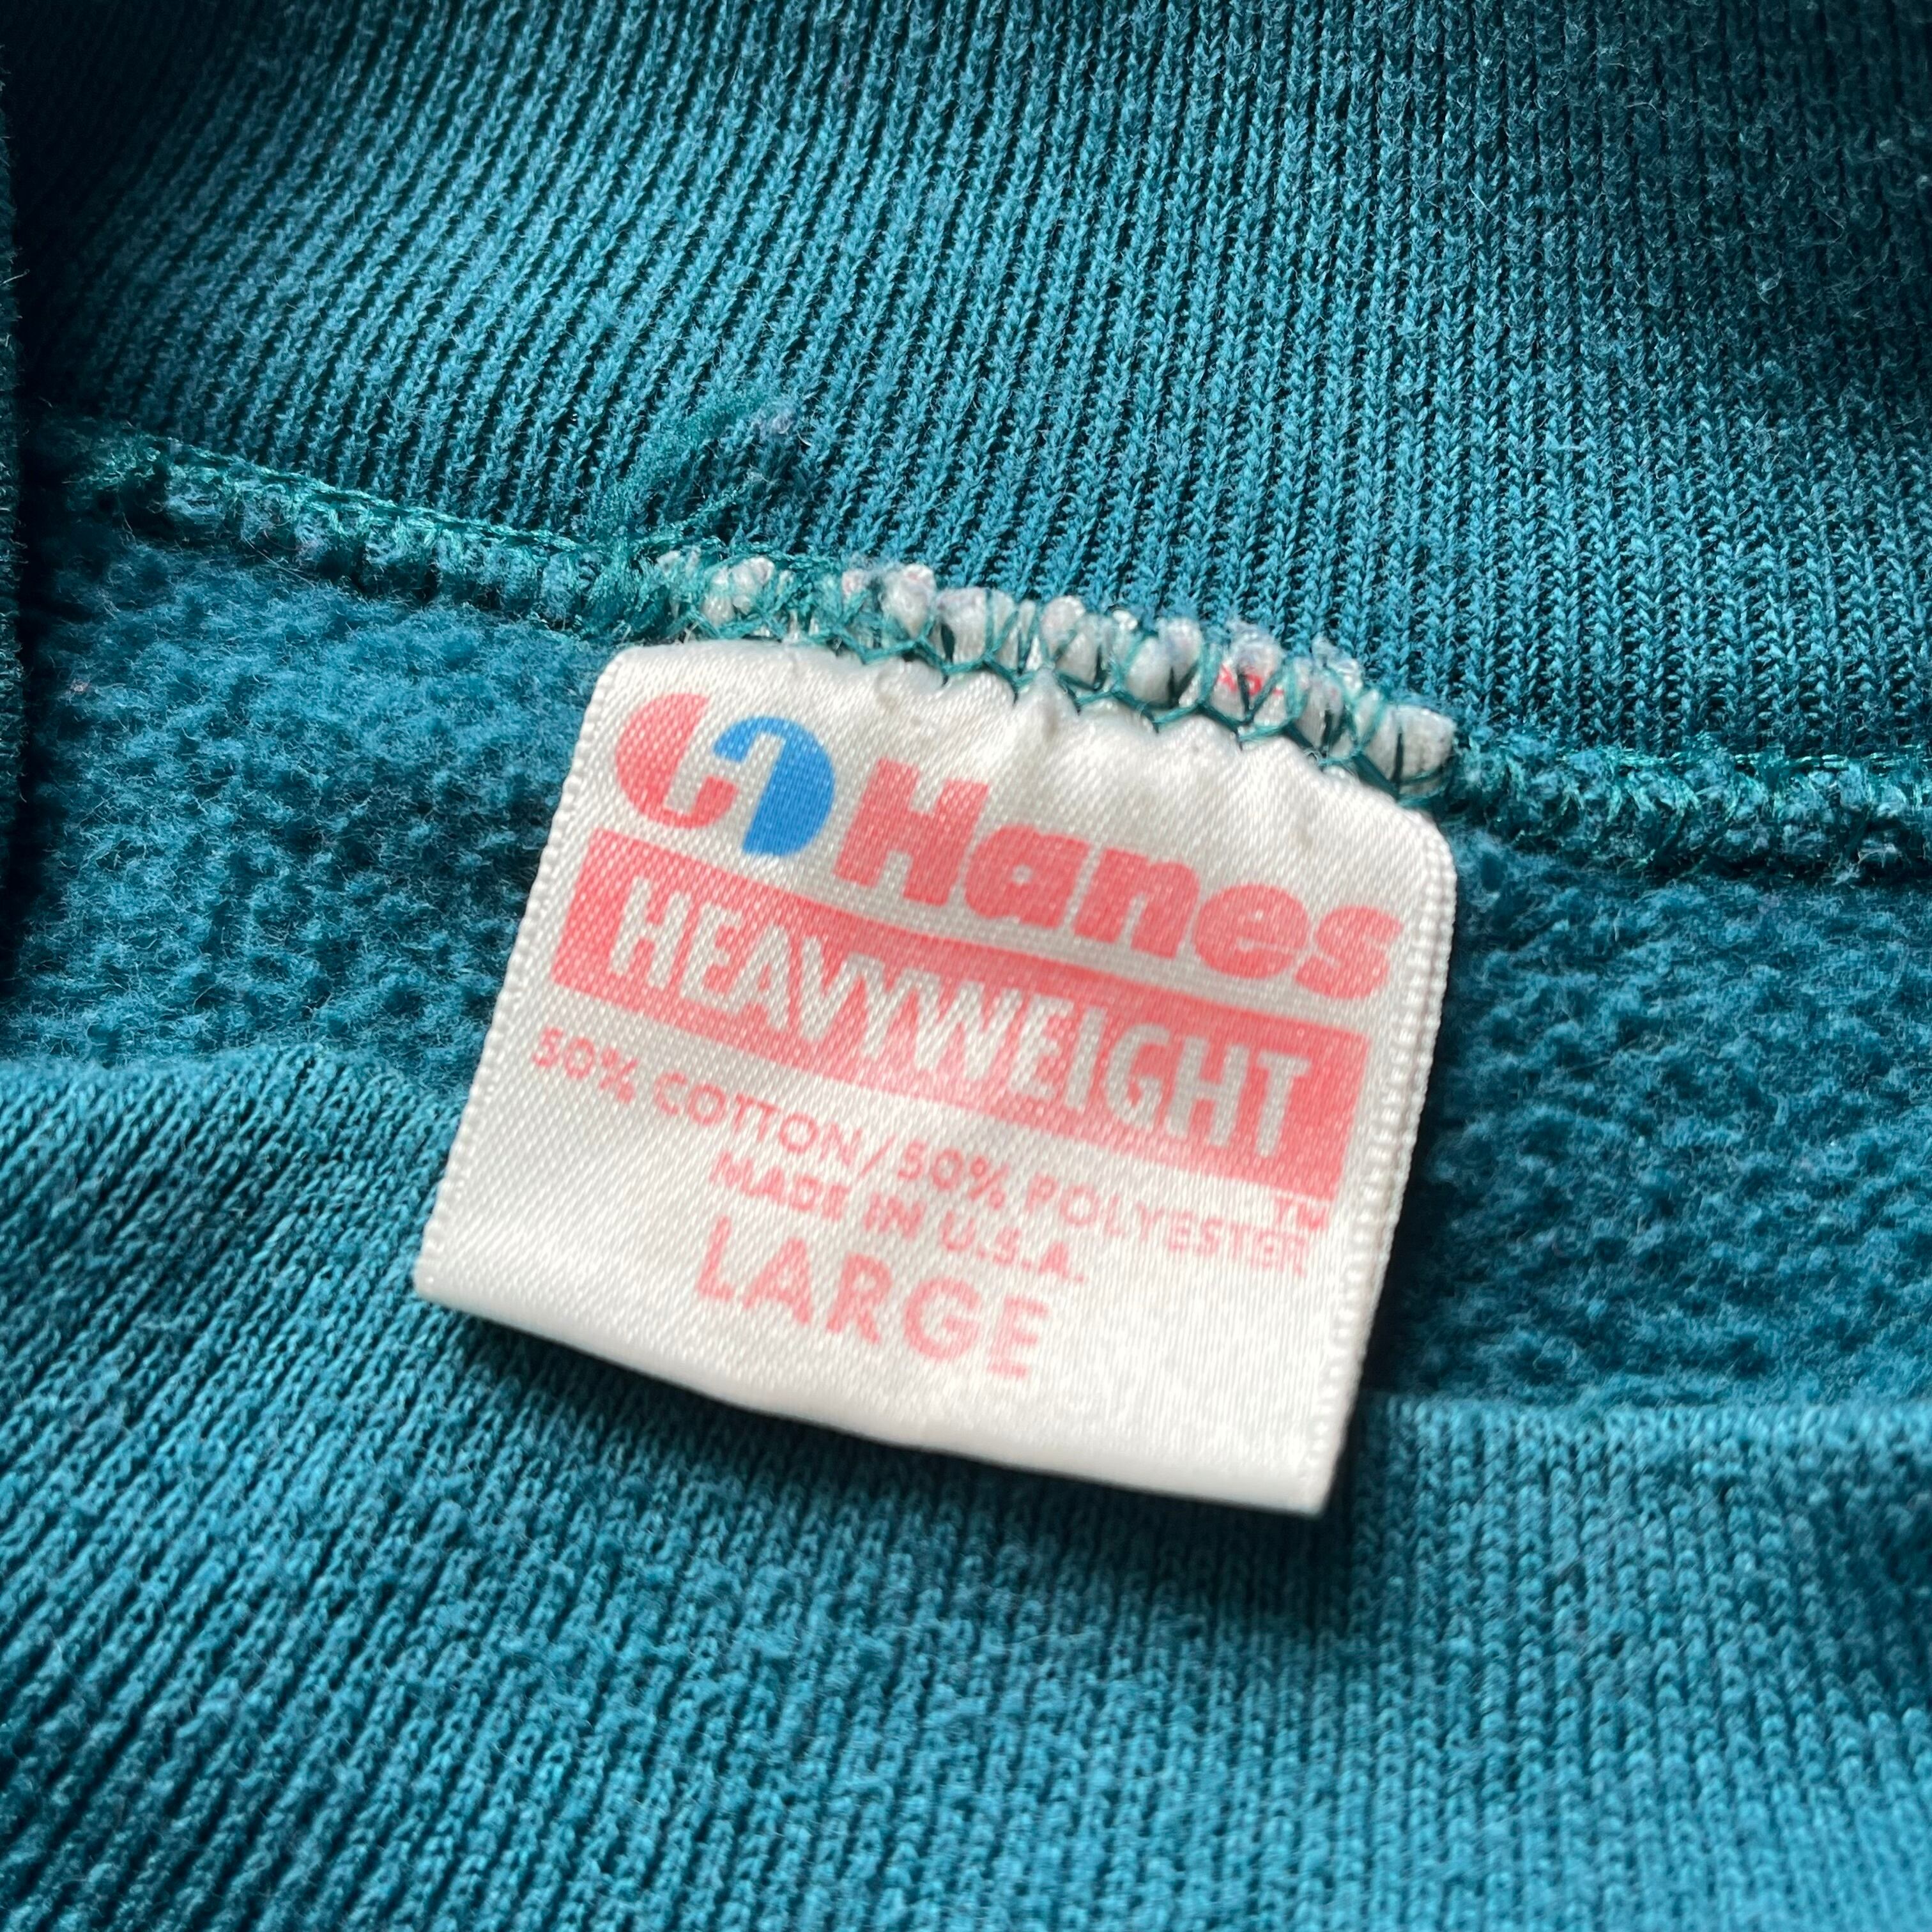 Hanes
HEAVYWEIGHT
TM
50% COTTON/50% POLYESTER
MADE IN U.S.A.
LARGE